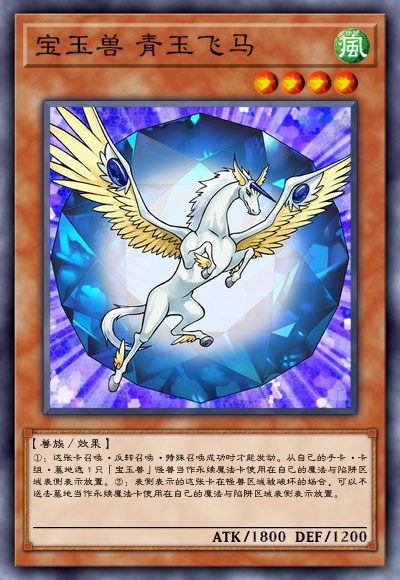 宝玉兽 青玉飞马
風
【兽族／效果】
①：这张卡召唤·反转召唤·特殊召唤成功时才能发动。从自己的手卡·卡
组·墓地选1只「宝玉兽」怪兽当作永续魔法卡使用在自己的魔法与陷阱区
域表侧表示放置。②：表侧表示的这张卡在怪兽区域被破坏的场合，可以不
送去墓地当作永续魔法卡使用在自己的魔法与陷阱区域表侧表示放置。
ATK/1800 DEF/1200